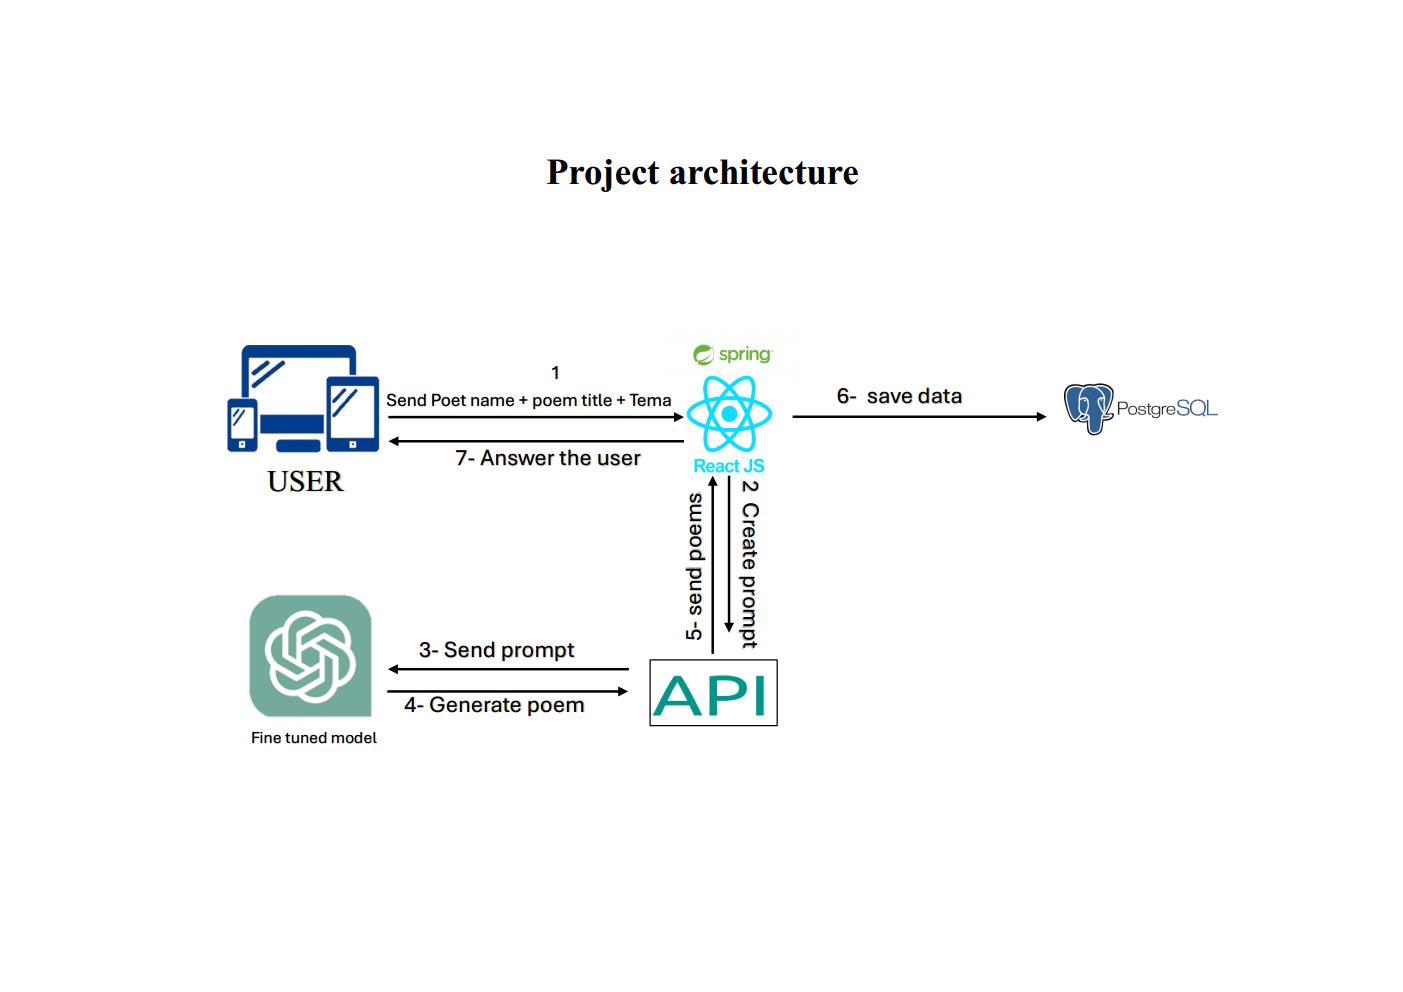 Project architecture
spring
1
Send Poet name + poem title + Tema
6-  save data
PostgreSQL
7- Answer the user
React JS
USER
2  Create prompt
5- send poems
3- Send prompt
API
4- Generate poem
Fine tuned model